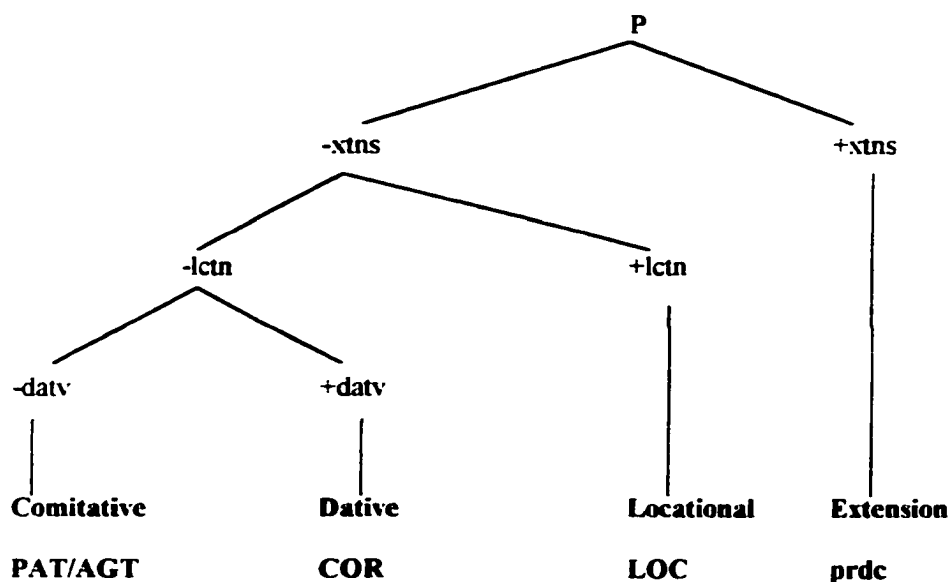 P
-xtns +xtns
-lctn +lctn
-datv +datv
Comitative Dative Locational Extension
PAT/AGT COR LOC prdc